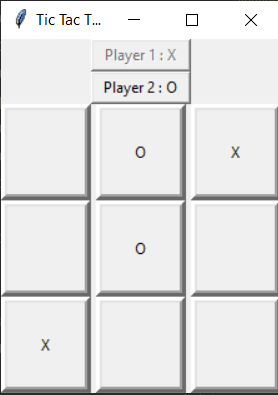 Tic Tac T...
Player 1 : X
Player 2 : O
O X
O
X